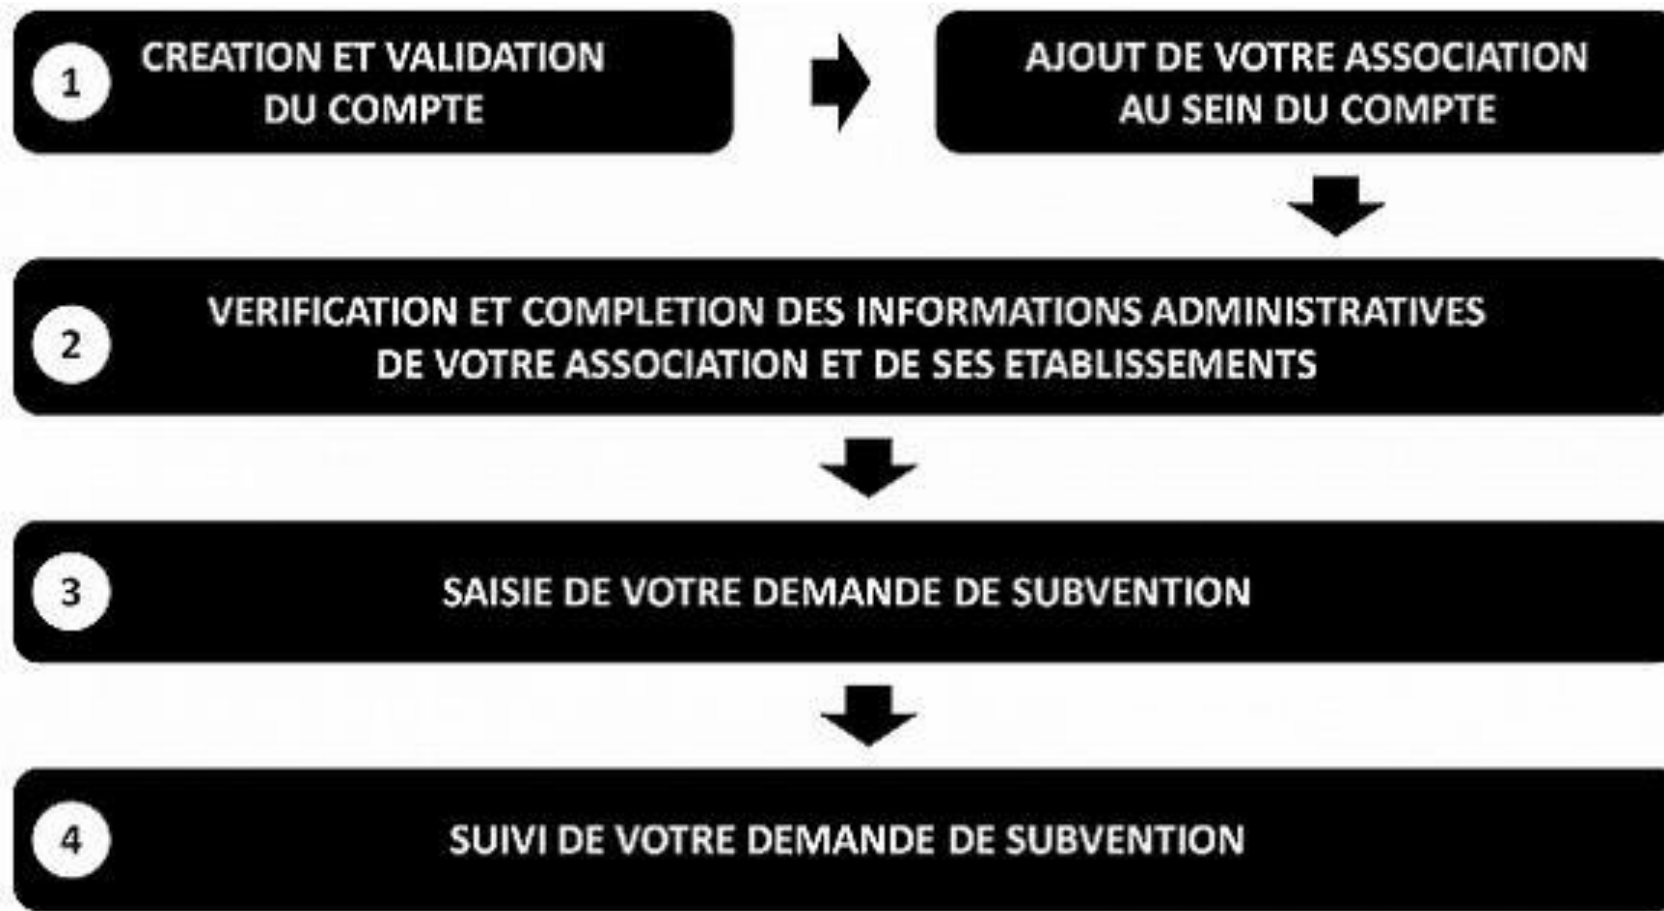 1
CREATION ET VALIDATION
DU COMPTE
AJOUT DE VOTRE ASSOCIATION
AU SEIN DU COMPTE
2
VERIFICATION ET COMPLETION DES INFORMATIONS ADMINISTRATIVES
DE VOTRE ASSOCIATION ET DE SES ETABLISSEMENTS
3
SAISIE DE VOTRE DEMANDE DE SUBVENTION
4
SUIVI DE VOTRE DEMANDE DE SUBVENTION